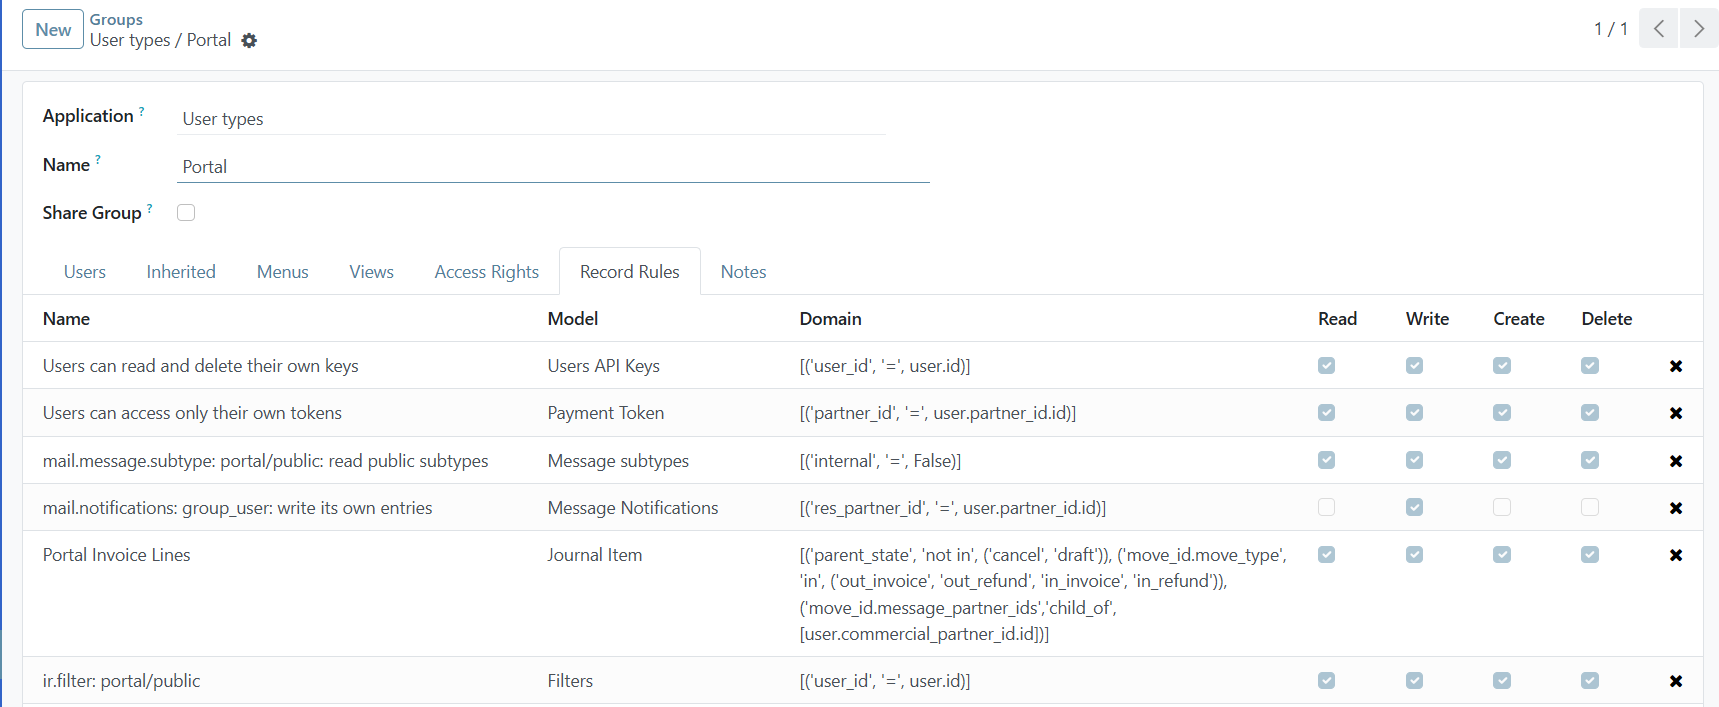 New
Groups
User types / Portal
1 / 1
Application ?
User types
Name ?
Portal
Share Group ?
Users Inherited Menus Views Access Rights Record Rules Notes
Name Model Domain Read Write Create Delete
Users can read and delete their own keys Users API Keys [('user_id', '=', user.id)]
Users can access only their own tokens Payment Token [('partner_id', '=', user.partner_id.id)]
mail.message.subtype: portal/public: read public subtypes Message subtypes [('internal', '=', False)]
mail.notifications: group_user: write its own entries Message Notifications [('res_partner_id', '=', user.partner_id.id)]
Portal Invoice Lines Journal Item [('parent_state', 'not in', ('cancel', 'draft')), ('move_id.move_type',
'in', ('out_invoice', 'out_refund', 'in_invoice', 'in_refund')),
('move_id.message_partner_ids','child_of',
[user.commercial_partner_id.id])]
ir.filter: portal/public Filters [('user_id', '=', user.id)]